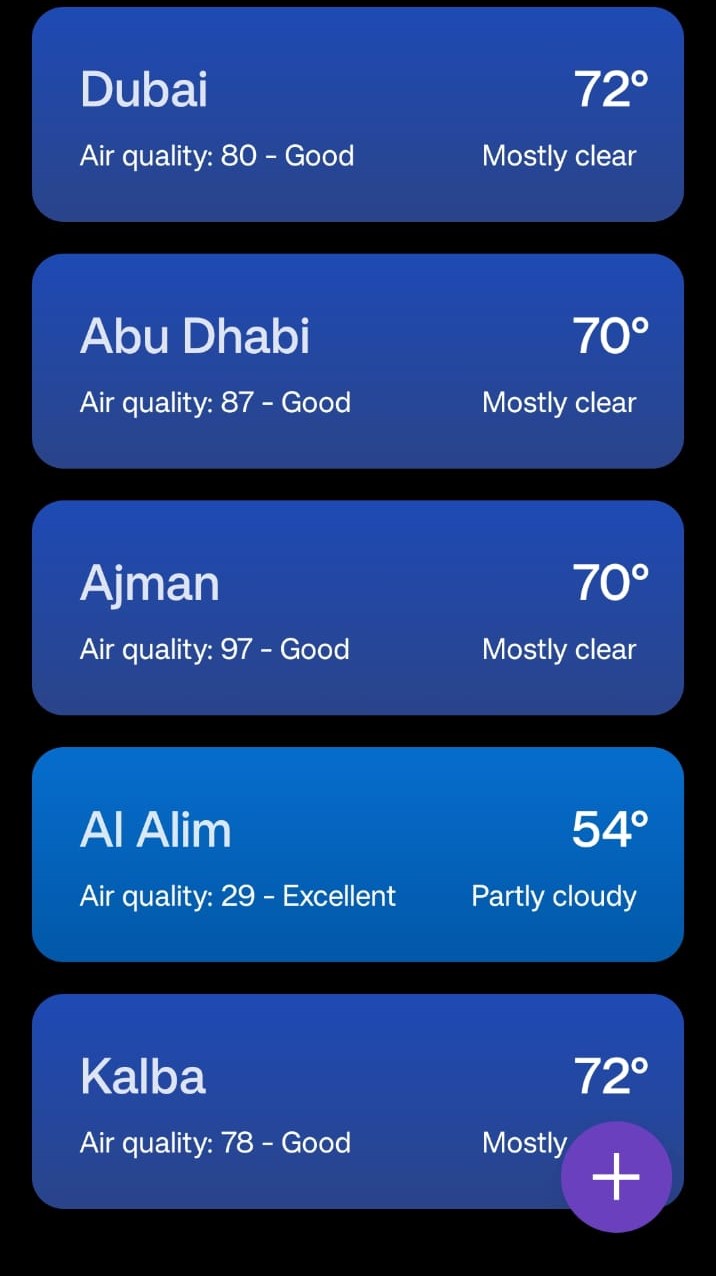 Dubai 72°
Air quality: 80 - Good Mostly clear
Abu Dhabi 70°
Air quality: 87 - Good Mostly clear
Ajman 70°
Air quality: 97 - Good Mostly clear
Al Alim 54°
Air quality: 29 - Excellent Partly cloudy
Kalba 72°
Air quality: 78 - Good Mostly